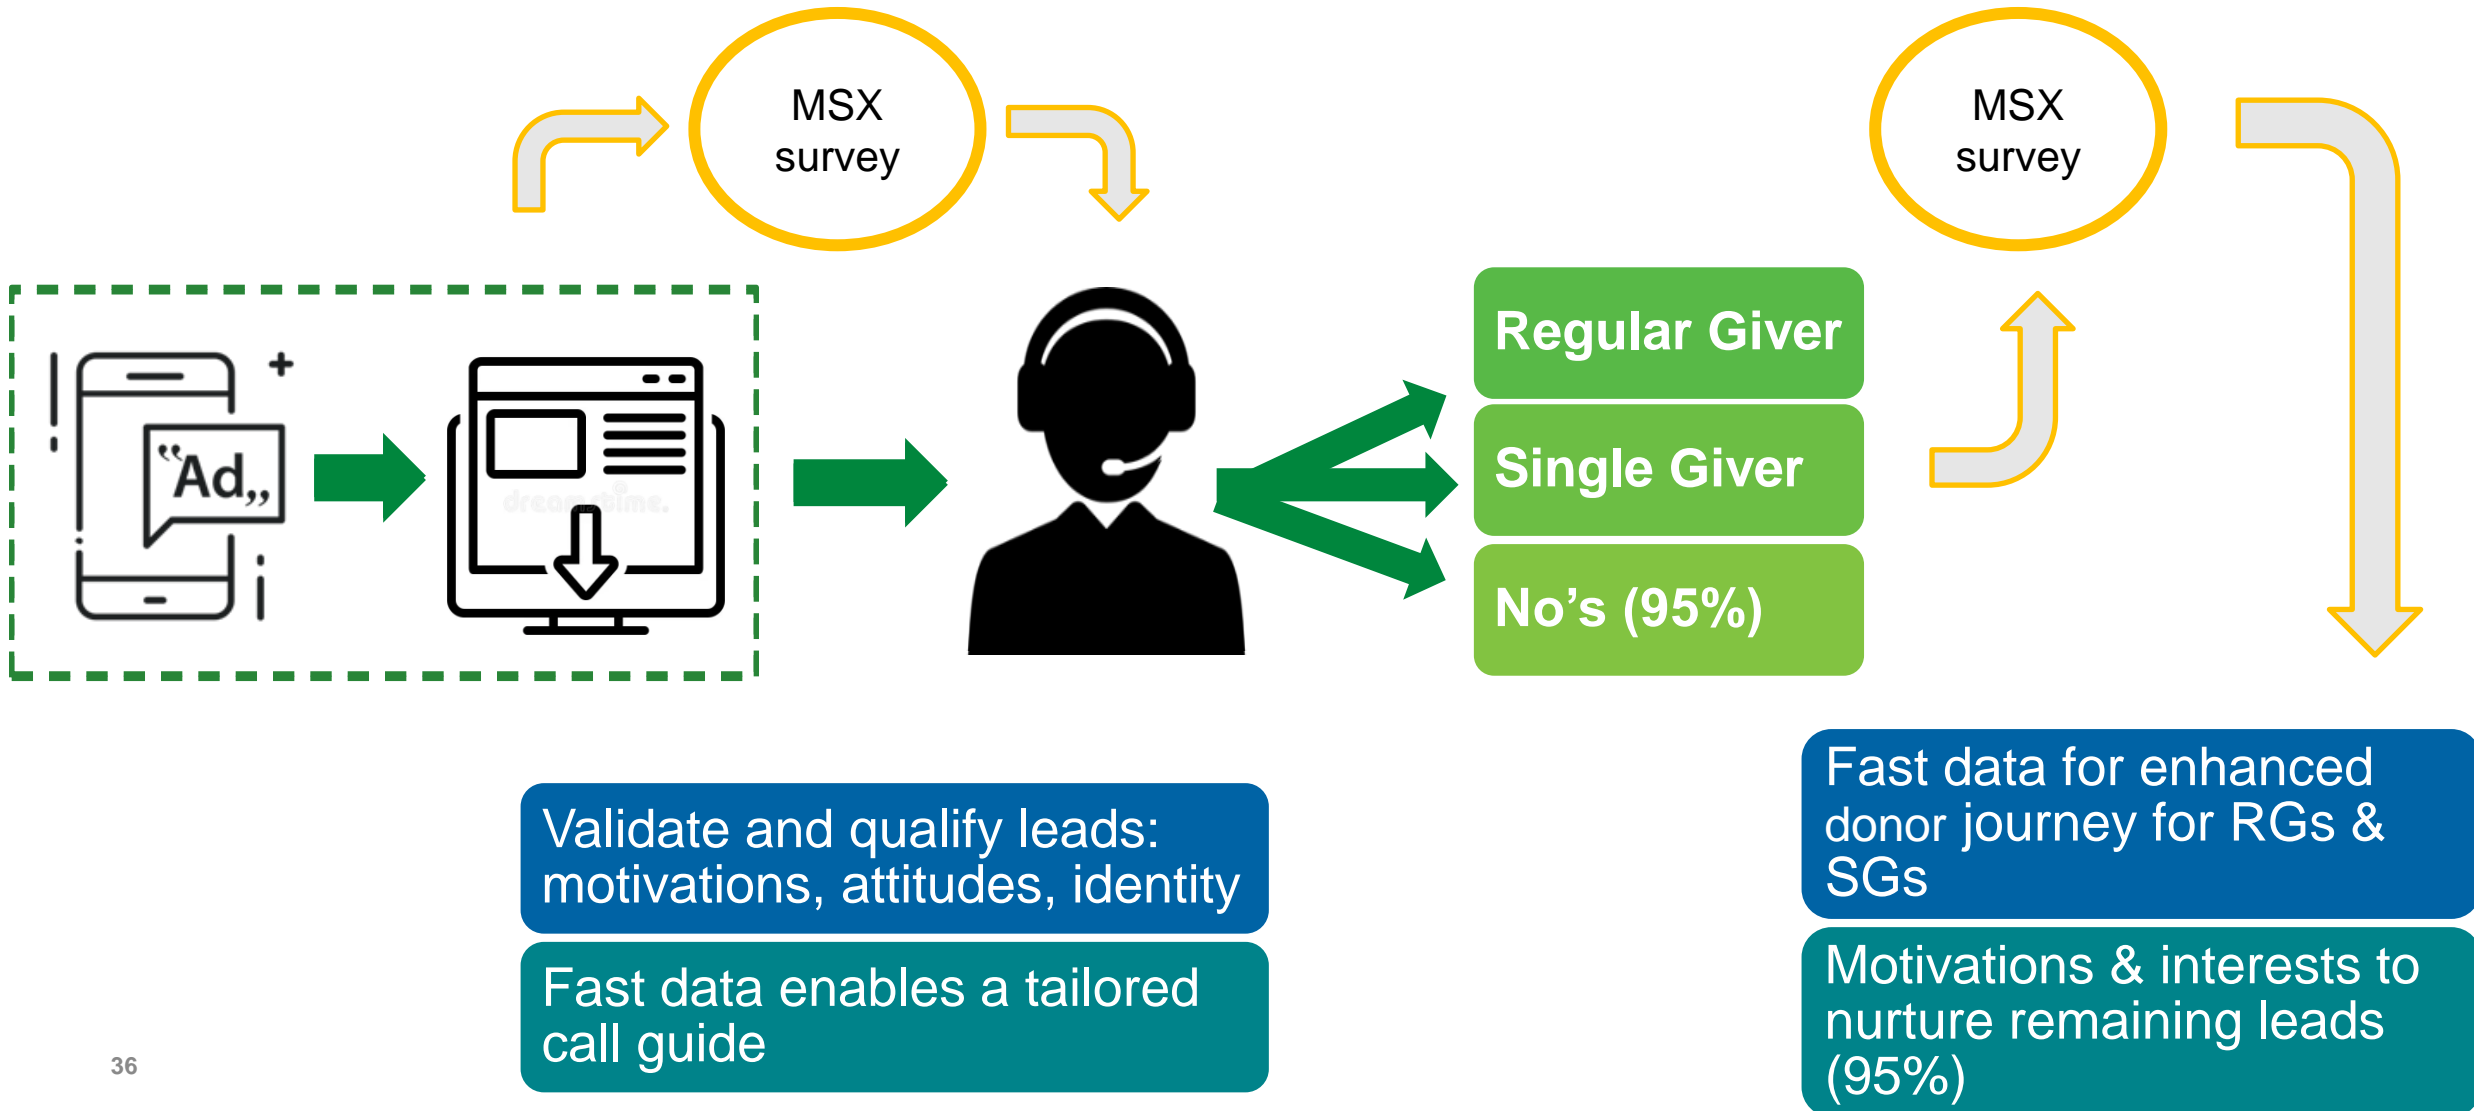 MSX
survey
MSX
survey
“Ad„
dreamstime.
Regular Giver
Single Giver
No’s (95%)
Validate and qualify leads:
motivations, attitudes, identity
Fast data enables a tailored
call guide
Fast data for enhanced
donor journey for RGs &
SGs
Motivations & interests to
nurture remaining leads
(95%)
36